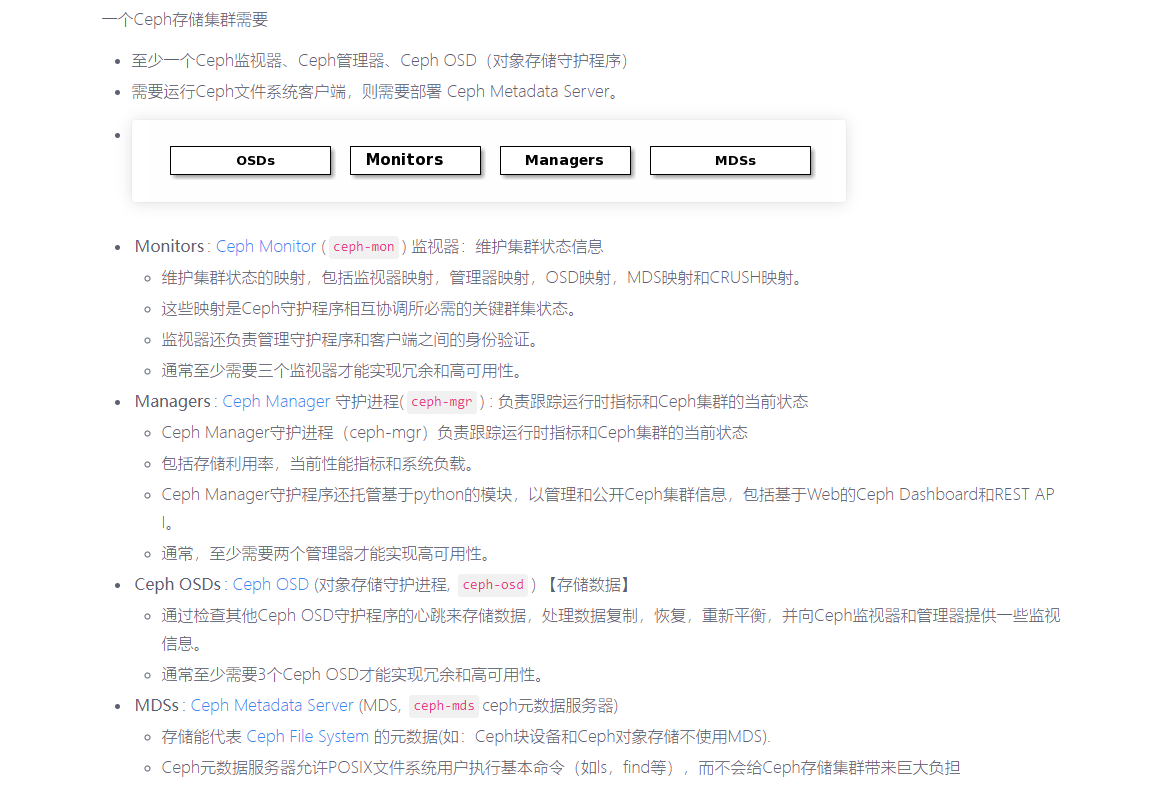 一个Ceph存储集群需要
至少一个Ceph监视器、Ceph管理器、Ceph OSD（对象存储守护程序）
需要运行Ceph文件系统客户端，则需要部署 Ceph Metadata Server。
OSDs Monitors Managers MDSs
Monitors : Ceph Monitor ( ceph-mon ) 监视器：维护集群状态信息
维护集群状态的映射，包括监视器映射，管理器映射，OSD映射，MDS映射和CRUSH映射。
这些映射是Ceph守护程序相互协调所必需的关键群集状态。
监视器还负责管理守护程序和客户端之间的身份验证。
通常至少需要三个监视器才能实现冗余和高可用性。
Managers : Ceph Manager 守护进程( ceph-mgr ) : 负责跟踪运行时指标和Ceph集群的当前状态
Ceph Manager守护进程（ceph-mgr）负责跟踪运行时指标和Ceph集群的当前状态
包括存储利用率，当前性能指标和系统负载。
Ceph Manager守护程序还托管基于python的模块，以管理和公开Ceph集群信息，包括基于Web的Ceph Dashboard和REST AP
I。
通常，至少需要两个管理器才能实现高可用性。
Ceph OSDs : Ceph OSD (对象存储守护进程, ceph-osd ) 【存储数据】
通过检查其他Ceph OSD守护程序的心跳来存储数据，处理数据复制，恢复，重新平衡，并向Ceph监视器和管理器提供一些监视
信息。
通常至少需要3个Ceph OSD才能实现冗余和高可用性。
MDSs : Ceph Metadata Server (MDS, ceph-mds ceph元数据服务器)
存储能代表 Ceph File System 的元数据(如：Ceph块设备和Ceph对象存储不使用MDS).
Ceph元数据服务器允许POSIX文件系统用户执行基本命令（如ls，find等），而不会给Ceph存储集群带来巨大负担